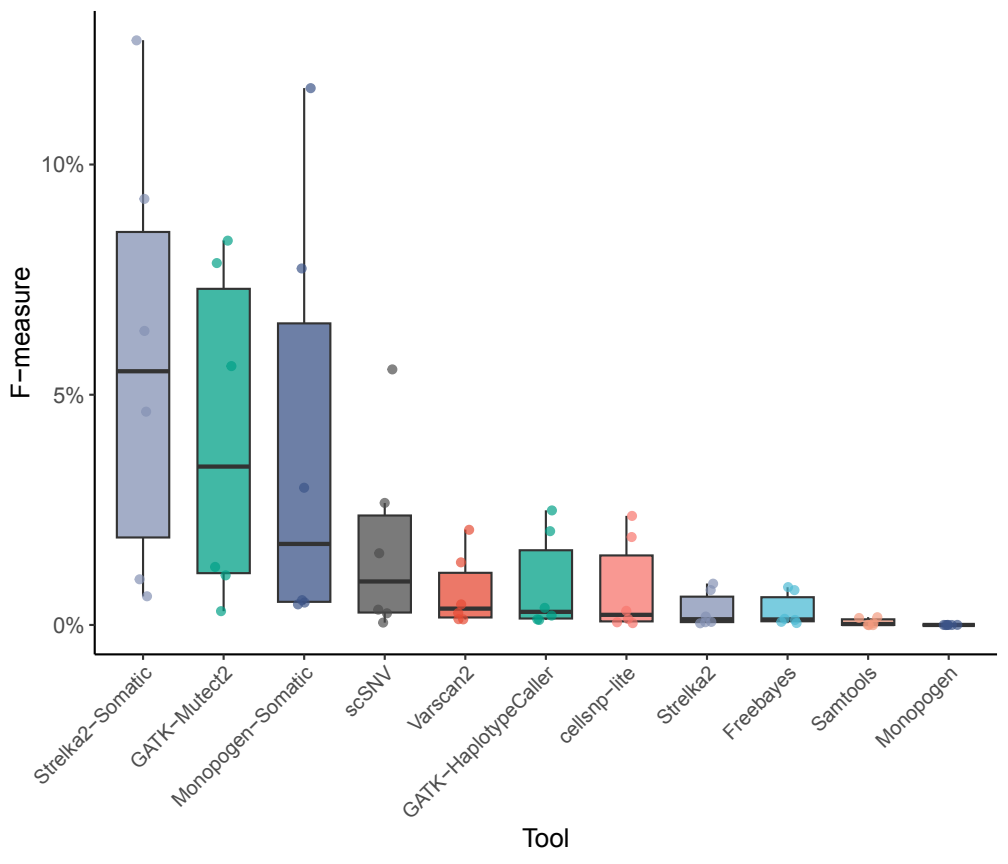 F−measure
10%
5%
0%
Strelka2−Somatic
GATK−Mutect2
Monopogen−Somatic
scSNV
Varscan2
GATK−HaplotypeCaller
cellsnp−lite
Strelka2
Freebayes
Samtools
Monopogen
Tool